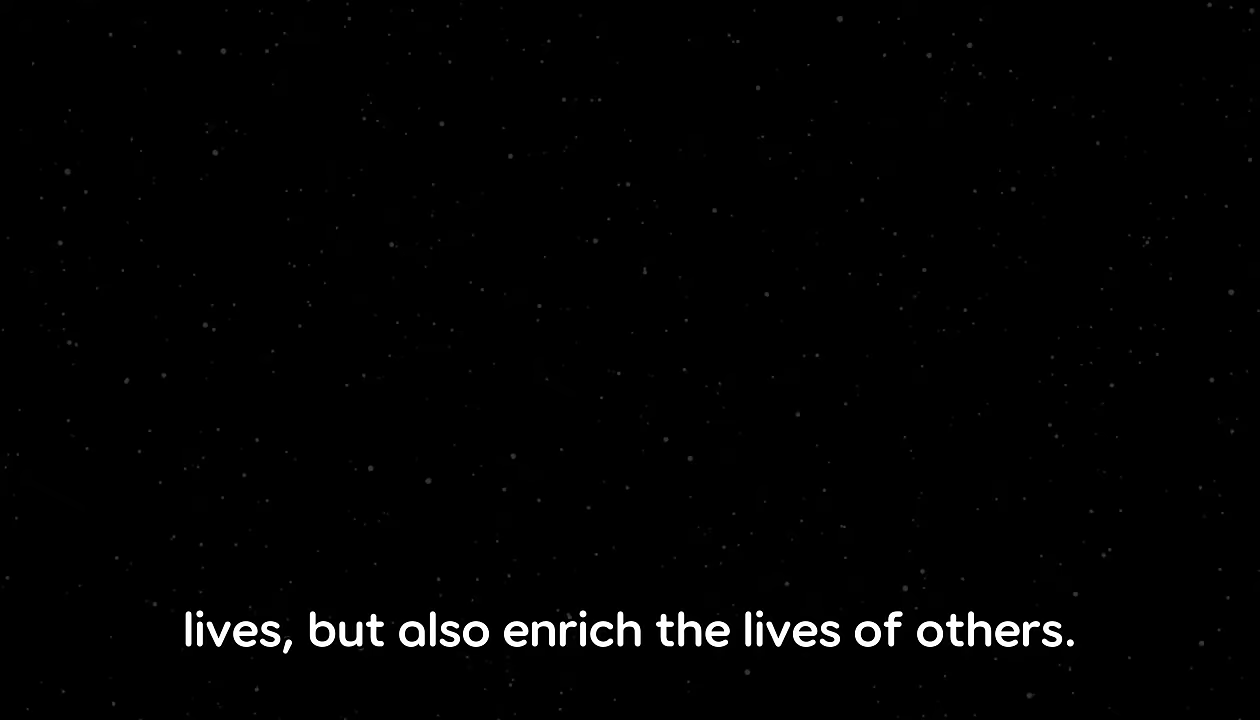 lives, but also enrich the lives of others.